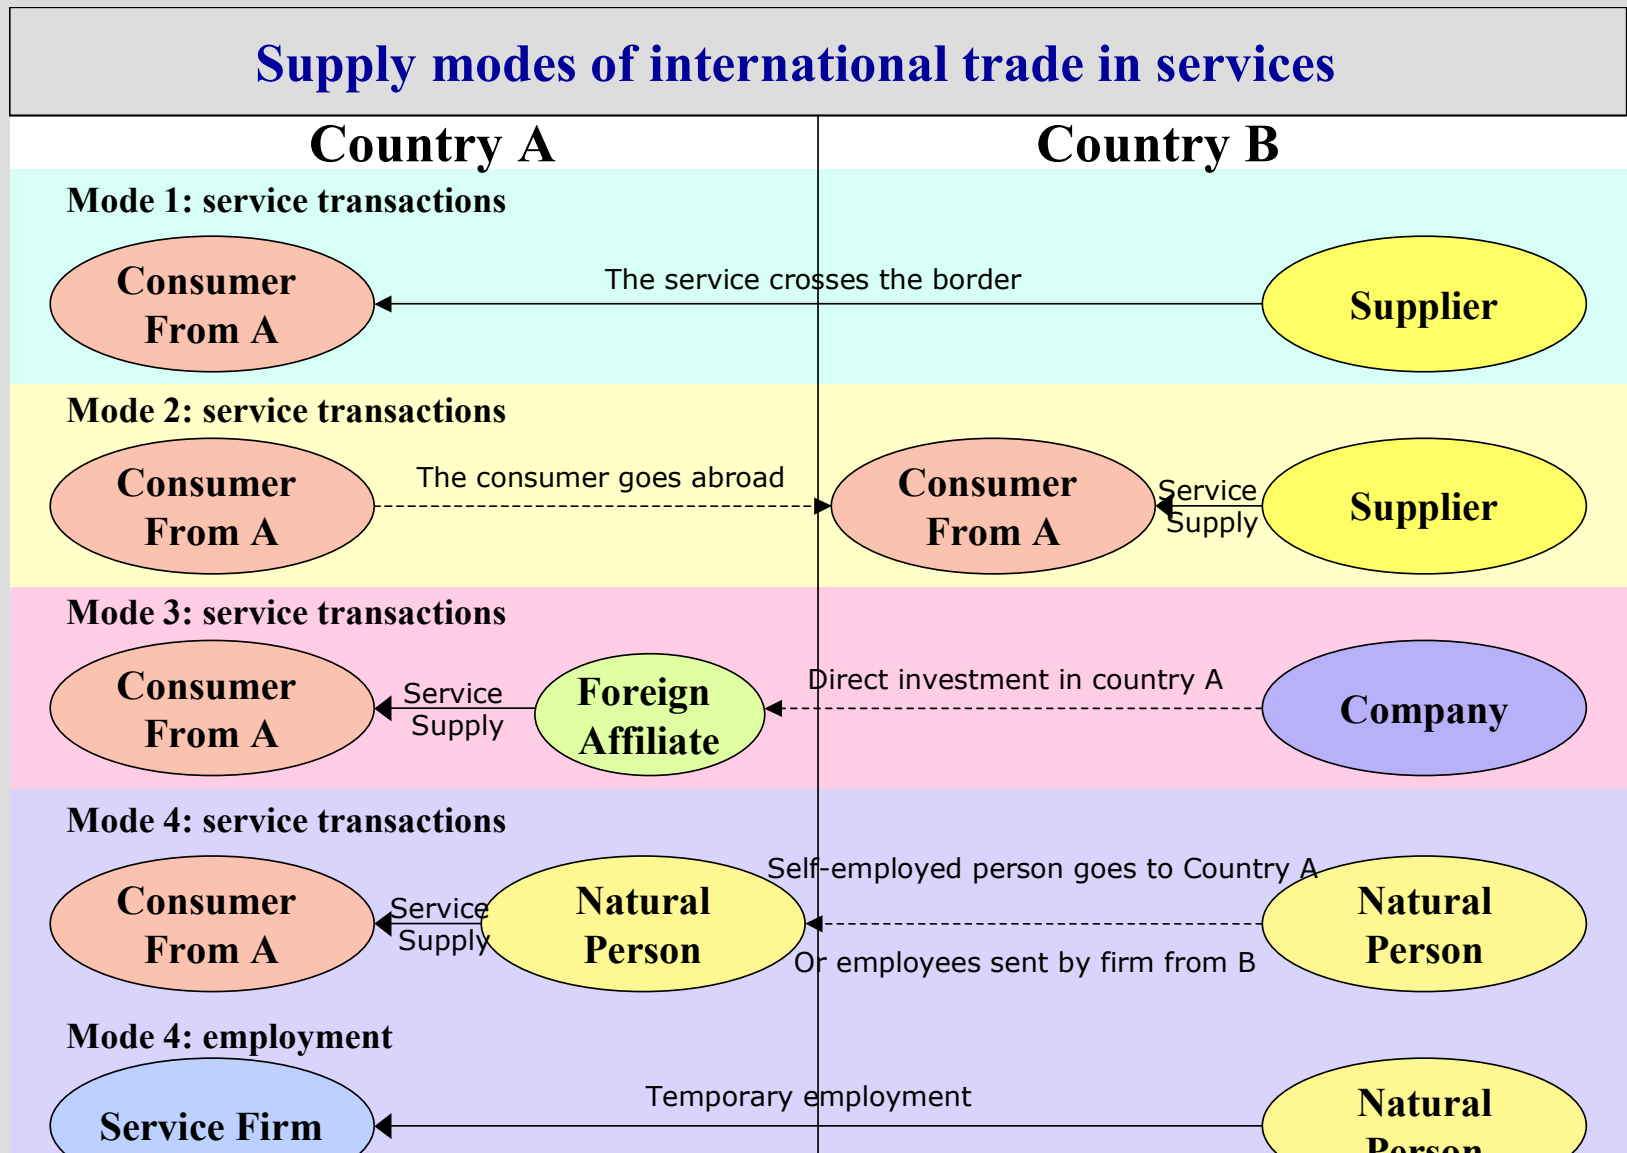 Supply modes of international trade in services
Country A
Country B
Mode 1: service transactions
Consumer
From A
The service crosses the border
Supplier
Mode 2: service transactions
Consumer
From A
The consumer goes abroad
Consumer
From A
Service
Supply
Supplier
Mode 3: service transactions
Consumer
From A
Service
Supply
Foreign
Affiliate
Direct investment in country A
Company
Mode 4: service transactions
Consumer
From A
Service
Supply
Natural
Person
Self-employed person goes to Country A
Or employees sent by firm from B
Natural
Person
Mode 4: employment
Service Firm
Temporary employment
Natural
Person